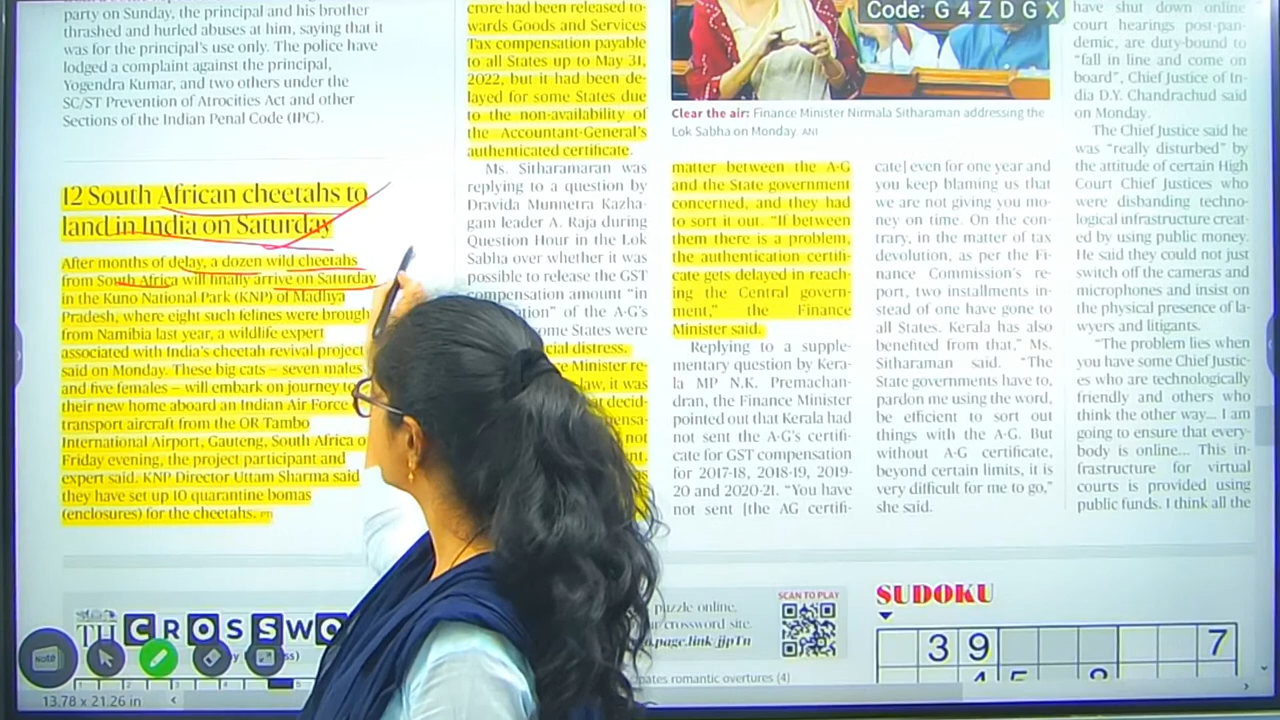 party on Sunday, the principal and his brother
thrashed and hurled abuses at him, saying that it
was for the principal's use only. The police have
lodged a complaint against the principal,
Yogendra Kumar, and two others under the
SC/ST Prevention of Atrocities Act and other
Sections of the Indian Penal Code (IPC).
12 South African cheetahs to
land in India on Saturday
After months of delay, a dozen wild cheetahs
from South Africa will finally arrive on Saturday
in the Kuno National Park (KNP) of Madhya
Pradesh, where eight such felines were brough
from Namibia last year, a wildlife expert
associated with India's cheetah revival project
said on Monday. These big cats – seven males
and five females – will embark on journey to
their new home aboard an Indian Air Force
transport aircraft from the OR Tambo
International Airport, Gauteng, South Africa o
Friday evening, the project participant and
expert said. KNP Director Uttam Sharma said
they have set up 10 quarantine bomas
(enclosures) for the cheetahs. PTI
crore had been released to-
wards Goods and Services
Tax compensation payable
to all States up to May 31,
2022, but it had been de-
layed for some States due
to the non-availability of
the Accountant-General's
authenticated certificate.
Ms. Sitharamaran was
replying to a question by
Dravida Munnetra Kazha-
gam leader A. Raja during
Question Hour in the Lok
Sabha over whether it was
possible to release the GST
compensation amount "in
of the A-G's
ome States were
cial distress.
e Minister re-
law, it was
at decid-
pensa-
not
Code: G 4 Z D G X
Clear the air: Finance Minister Nirmala Sitharaman addressing the
Lok Sabha on Monday. ANI
matter between the A-G
and the State government
concerned, and they had
to sort it out. "If between
them there is a problem,
the authentication certifi-
cate gets delayed in reach-
ing the Central govern-
ment," the Finance
Minister said.
Replying to a supple-
mentary question by Kera-
la MP N.K. Premachan-
dran, the Finance Minister
pointed out that Kerala had
not sent the A-G's certifi-
cate for GST compensation
for 2017-18, 2018-19, 2019-
20 and 2020-21. "You have
not sent [the AG certifi-
cate] even for one year and
you keep blaming us that
we are not giving you mo-
ney on time. On the con-
trary, in the matter of tax
devolution, as per the Fi-
nance Commission's re-
port, two installments in-
stead of one have gone to
all States. Kerala has also
benefited from that," Ms.
Sitharaman said. "The
State governments have to,
pardon me using the word,
be efficient to sort out
things with the A-G. But
without A-G certificate,
beyond certain limits, it is
very difficult for me to go,"
she said.
have shut down online
court hearings post-pan-
demic, are duty-bound to
"fall in line and come on
board", Chief Justice of In-
dia D.Y. Chandrachud said
on Monday.
The Chief Justice said he
was "really disturbed" by
the attitude of certain High
Court Chief Justices who
were disbanding techno-
logical infrastructure creat-
ed by using public money.
He said they could not just
switch off the cameras and
microphones and insist on
the physical presence of la-
wyers and litigants.
"The problem lies when
you have some Chief Justic-
es who are technologically
friendly and others who
think the other way... I am
going to ensure that every-
body is online... This in-
frastructure for virtual
courts is provided using
public funds. I think all the
CROSSWO
puzzle online.
crossword site.
o.page.link/jjpTn
romantic overtures (4)
SCAN TO PLAY
SUDOKU
3 9 7
Note
13.78 x 21.26 in